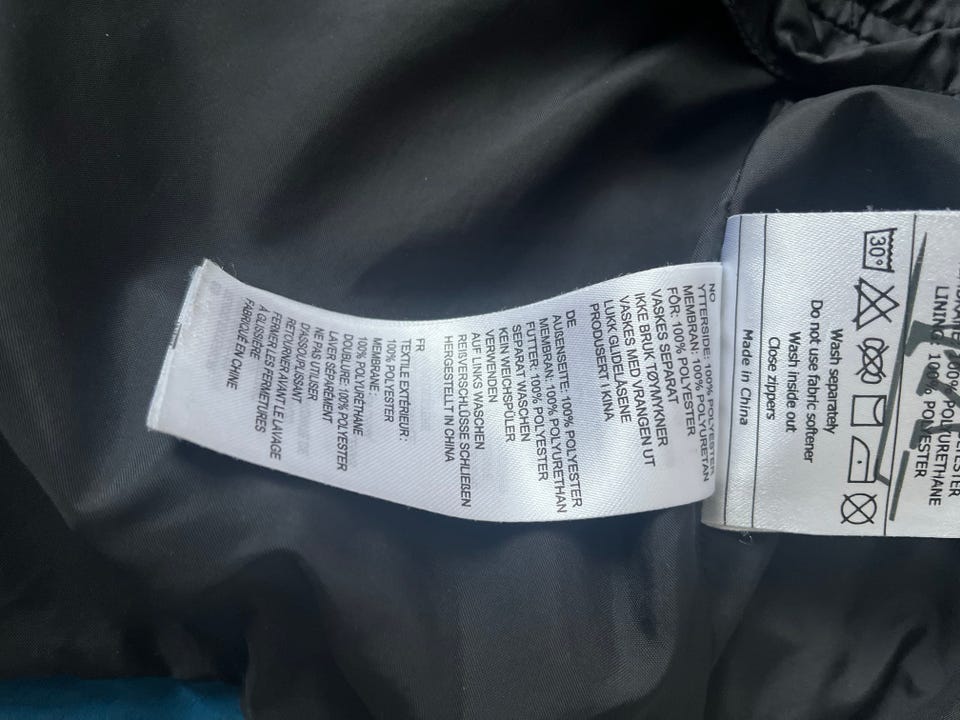 POLYESTER
100% POLYURETHANE
LINING: 100% POLYESTER
30°
Wash separately
Do not use fabric softener
Wash inside out
Close zippers
Made in China
NO
YTTERSIDE: 100% POLYESTER
MEMBRAN: 100% POLYURETAN
FÔR: 100% POLYESTER
VASKES SEPARAT
IKKE BRUK TØYMYKNER
VASKES MED VRANGEN UT
LUKK GLIDELÅSENE
PRODUSERT I KINA
DE
AUßENSEITE: 100% POLYESTER
MEMBRAN: 100% POLYURETHAN
FUTTER: 100% POLYESTER
SEPARAT WASCHEN
KEIN WEICHSPÜLER
VERWENDEN
AUF LINKS WASCHEN
REIßVERSCHLÜSSE SCHLIEßEN
HERGESTELLT IN CHINA
FR
TEXTILE EXTÉRIEUR:
100% POLYESTER
MEMBRANE:
100% POLYURÉTHANE
DOUBLURE: 100% POLYESTER
LAVER SÉPARÉMENT
NE PAS UTILISER
D'ASSOUPLISSANT
RETOURNER AVANT LE LAVAGE
FERMER LES FERMETURES
À GLISSIÈRE
FABRIQUÉ EN CHINE